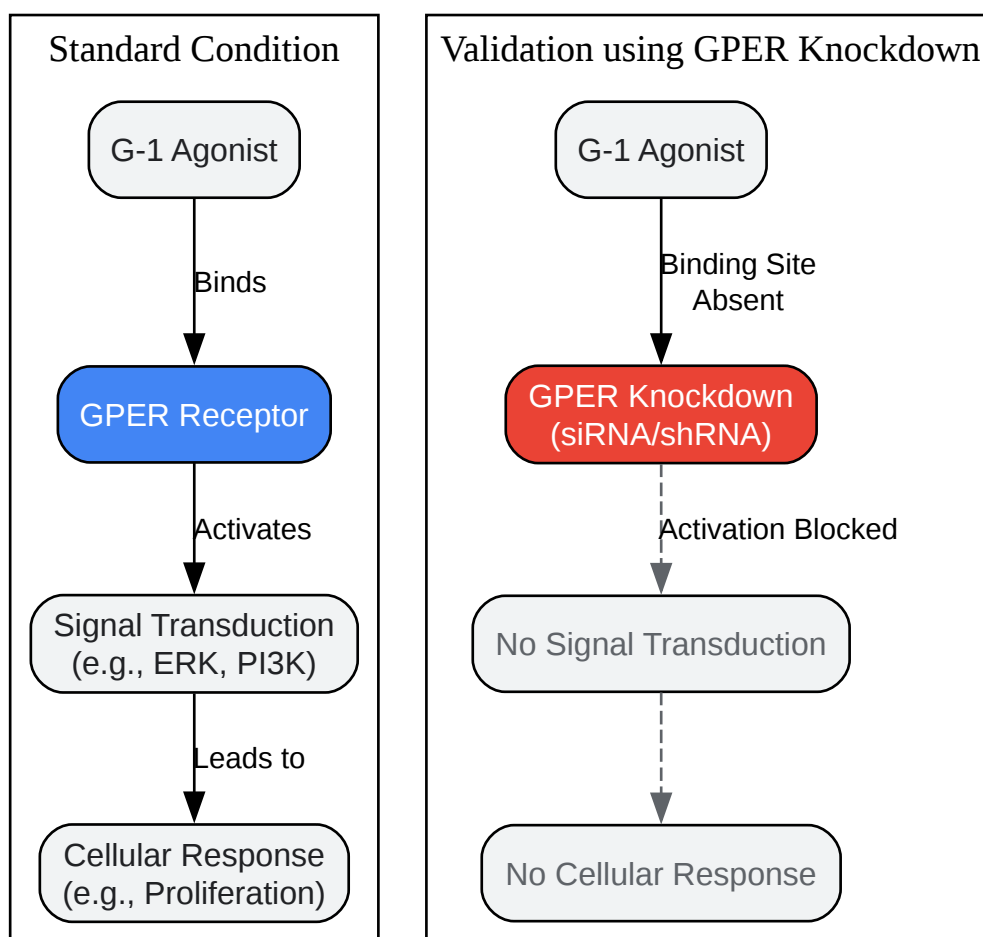 Standard Condition
G-1 Agonist
Binds
GPER Receptor
Activates
Signal Transduction
(e.g., ERK, PI3K)
Leads to
Cellular Response
(e.g., Proliferation)
Validation using GPER Knockdown
G-1 Agonist
Binding Site
Absent
GPER Knockdown
(siRNA/shRNA)
Activation Blocked
No Signal Transduction
No Cellular Response